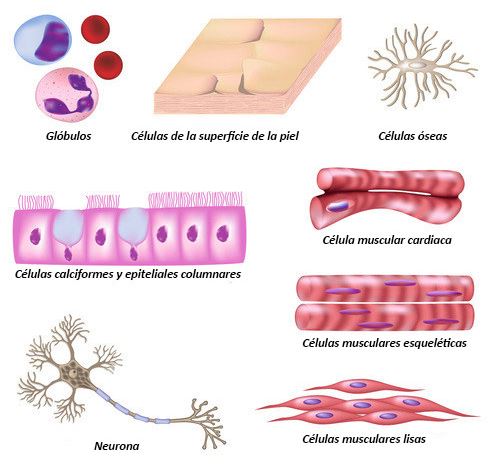 Glóbulos
Células de la superficie de la piel
Células óseas
Células calciformes y epiteliales columnares
Célula muscular cardiaca
Células musculares esqueléticas
Neurona
Células musculares lisas